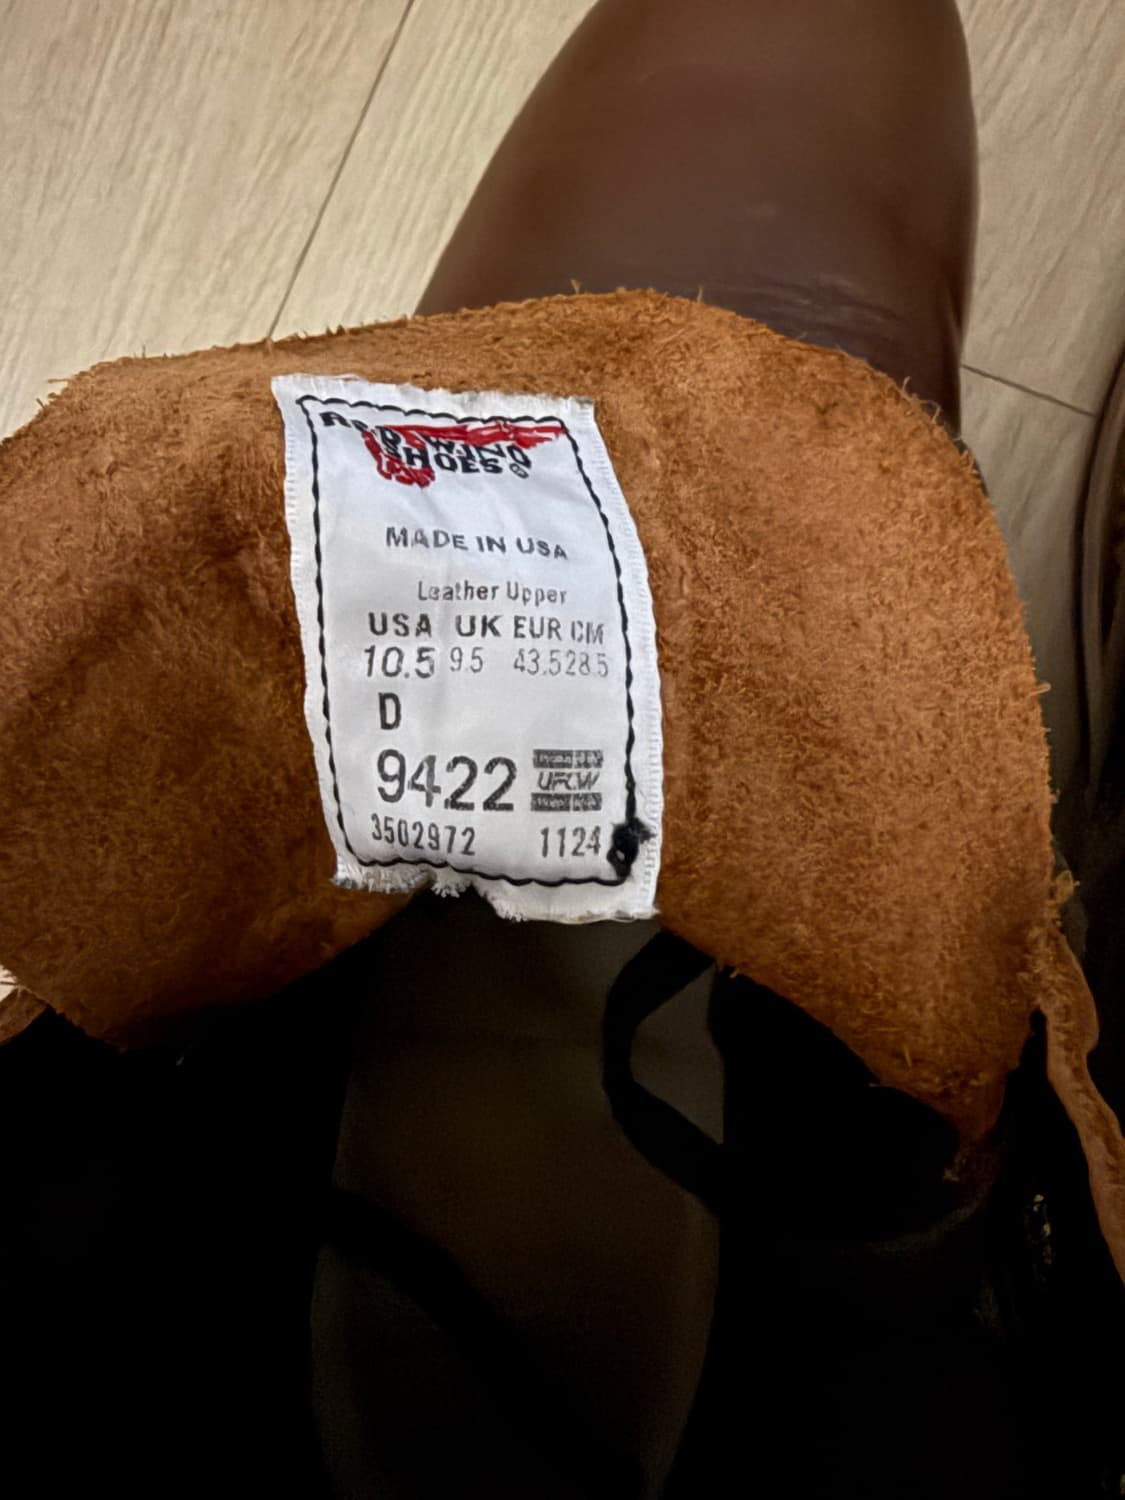 RED WING
SHOES®
MADE IN USA
Leather Upper
USA UK EUR CM
10.5 9.5 43.5 28.5
D
9422
UFCW
3502972 1124